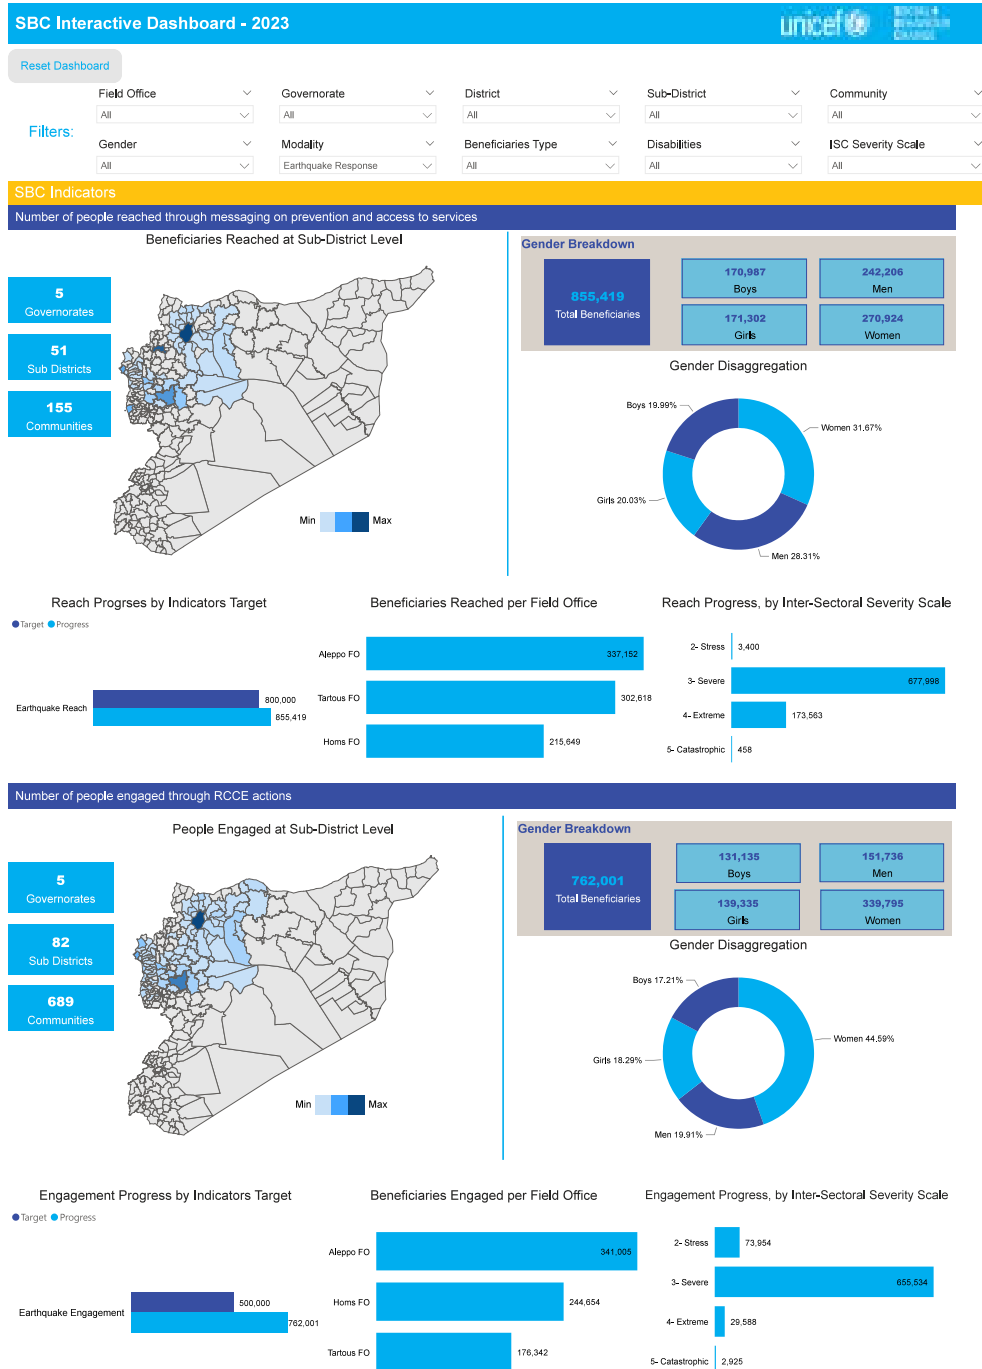 SBC Interactive Dashboard - 2023
unicef
SOCIAL &
BEHAVIOUR
CHANGE
Reset Dashboard
Filters:
Field Office
All
Governorate
All
District
All
Sub-District
All
Community
All
Gender
All
Modality
Earthquake Response
Beneficiaries Type
All
Disabilities
All
ISC Severity Scale
All
SBC Indicators
Number of people reached through messaging on prevention and access to services
Beneficiaries Reached at Sub-District Level
5
Governorates
51
Sub Districts
155
Communities
Min
Max
Gender Breakdown
855,419
Total Beneficiaries
170,987
Boys
242,206
Men
171,302
Girls
270,924
Women
Gender Disaggregation
Boys 19.99%
Women 31.67%
Girls 20.03%
Men 28.31%
Reach Progrses by Indicators Target
Target Progress
Earthquake Reach
800,000
855,419
Beneficiaries Reached per Field Office
Aleppo FO
337,152
Tartous FO
302,618
Homs FO
215,649
Reach Progress, by Inter-Sectoral Severity Scale
2- Stress
3,400
3- Severe
677,998
4- Extreme
173,563
5- Catastrophic
458
Number of people engaged through RCCE actions
People Engaged at Sub-District Level
5
Governorates
82
Sub Districts
689
Communities
Min
Max
Gender Breakdown
762,001
Total Beneficiaries
131,135
Boys
151,736
Men
139,335
Girls
339,795
Women
Gender Disaggregation
Boys 17.21%
Women 44.59%
Girls 18.29%
Men 19.91%
Engagement Progress by Indicators Target
Target Progress
Earthquake Engagement
500,000
762,001
Beneficiaries Engaged per Field Office
Aleppo FO
341,005
Homs FO
244,654
Tartous FO
176,342
Engagement Progress, by Inter-Sectoral Severity Scale
2- Stress
73,954
3- Severe
655,534
4- Extreme
29,588
5- Catastrophic
2,925